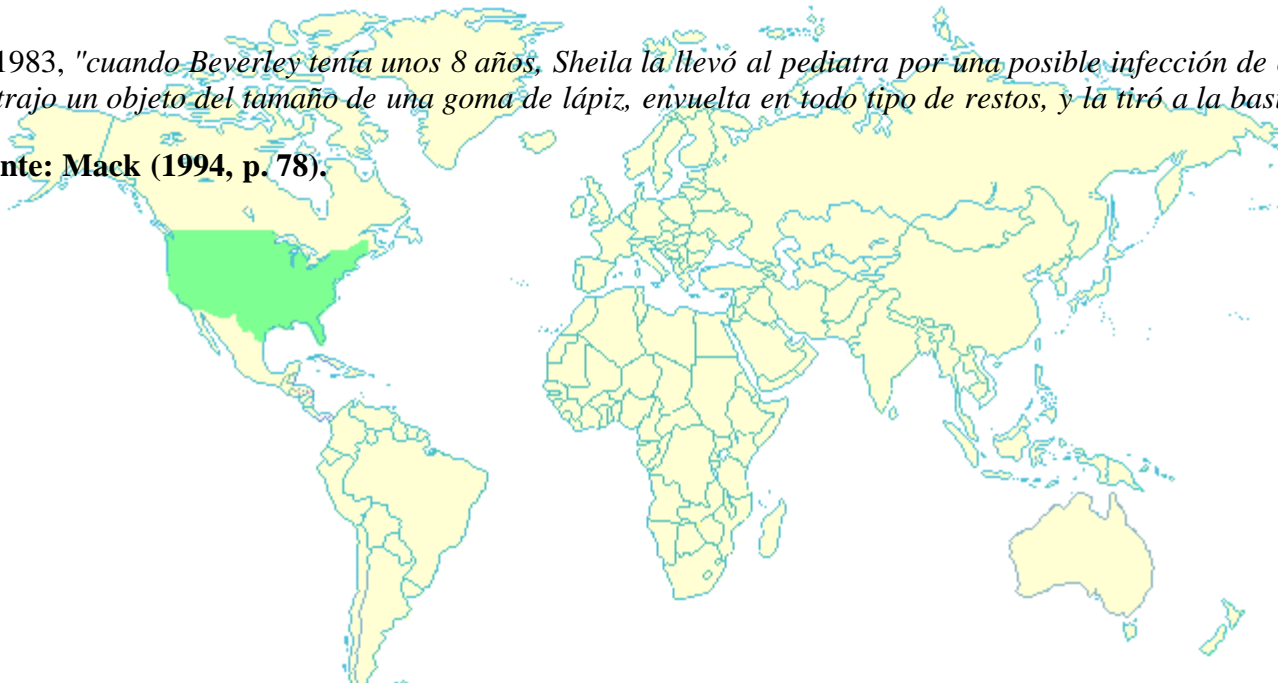 1983, "cuando Beverley tenía unos 8 años, Sheila la llevó al pediatra por una posible infección de
trajo un objeto del tamaño de una goma de lápiz, envuelta en todo tipo de restos, y la tiró a la
nte: Mack (1994, p. 78).